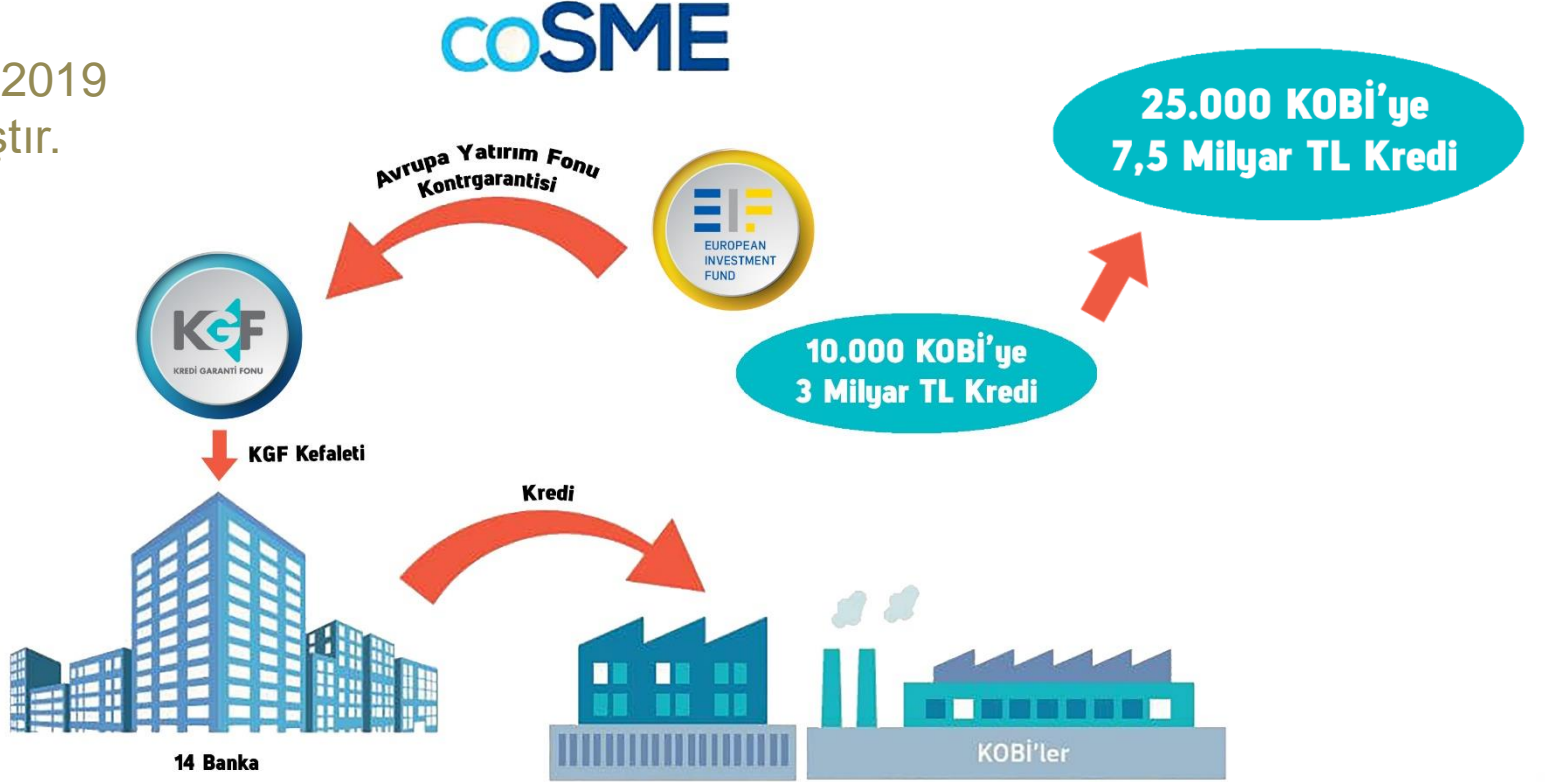 coSME
2019
ştır.
Avrupa Yatırım Fonu
Kontrgarantisi
EIF
EUROPEAN
INVESTMENT
FUND
25.000 KOBİ'ye
7,5 Milyar TL Kredi
KGF
KREDİ GARANTİ FONU
10.000 KOBİ'ye
3 Milyar TL Kredi
KGF Kefaleti
Kredi
14 Banka
KOBİ'ler